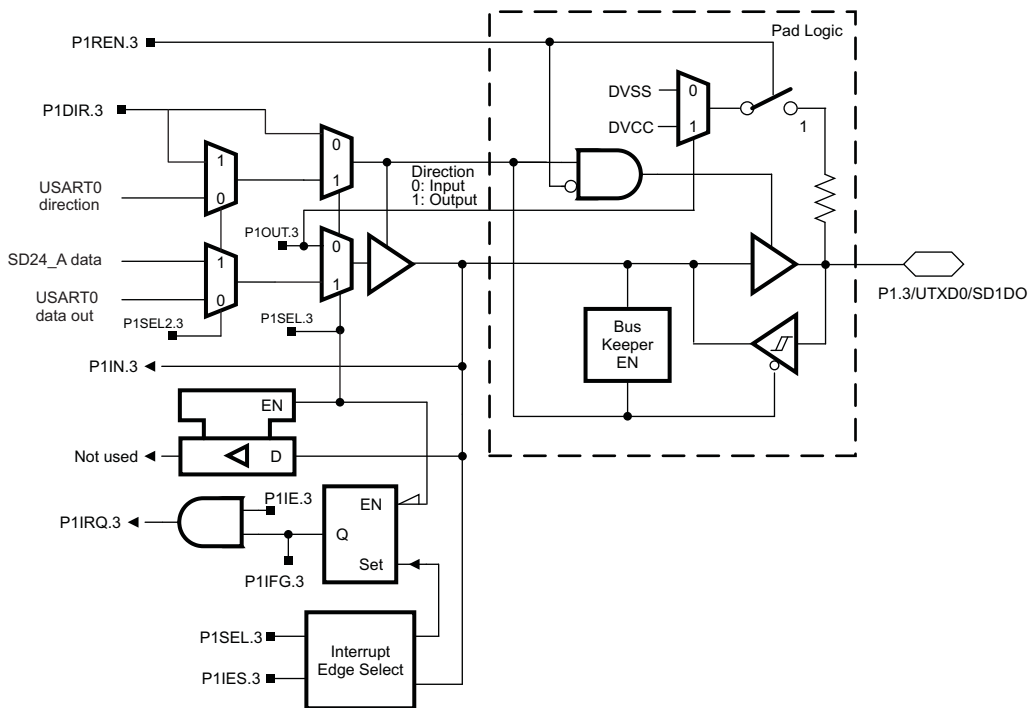 Pad Logic
P1REN.3
DVSS
0
DVCC
1
1
P1DIR.3
0
1
1
0
USART0
direction
Direction
0: Input
1: Output
P1OUT.3
0
1
SD24_A data
1
0
USART0
data out
P1SEL2.3
P1SEL.3
P1.3/UTXD0/SD1DO
Bus
Keeper
EN
P1IN.3
EN
Not used
D
P1IE.3
P1IRQ.3
EN
Q
Set
P1IFG.3
P1SEL.3
P1IES.3
Interrupt
Edge Select